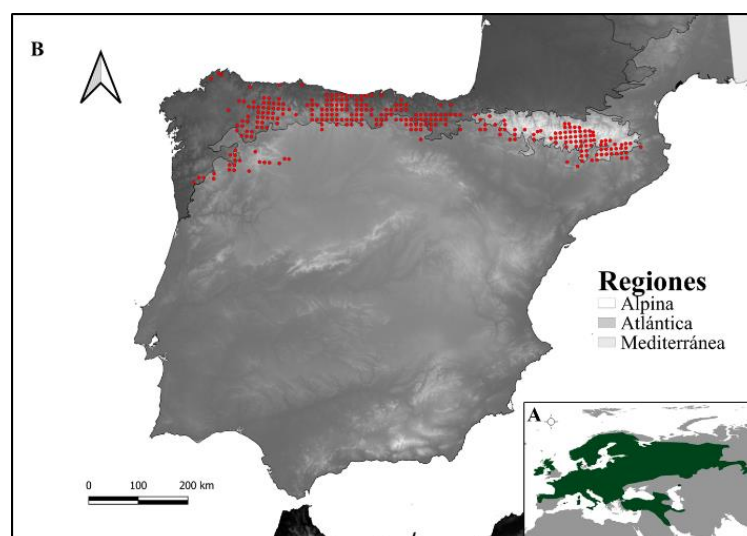 B
Regiones
Alpina
Atlántica
Mediterránea
A
0 100 200 km